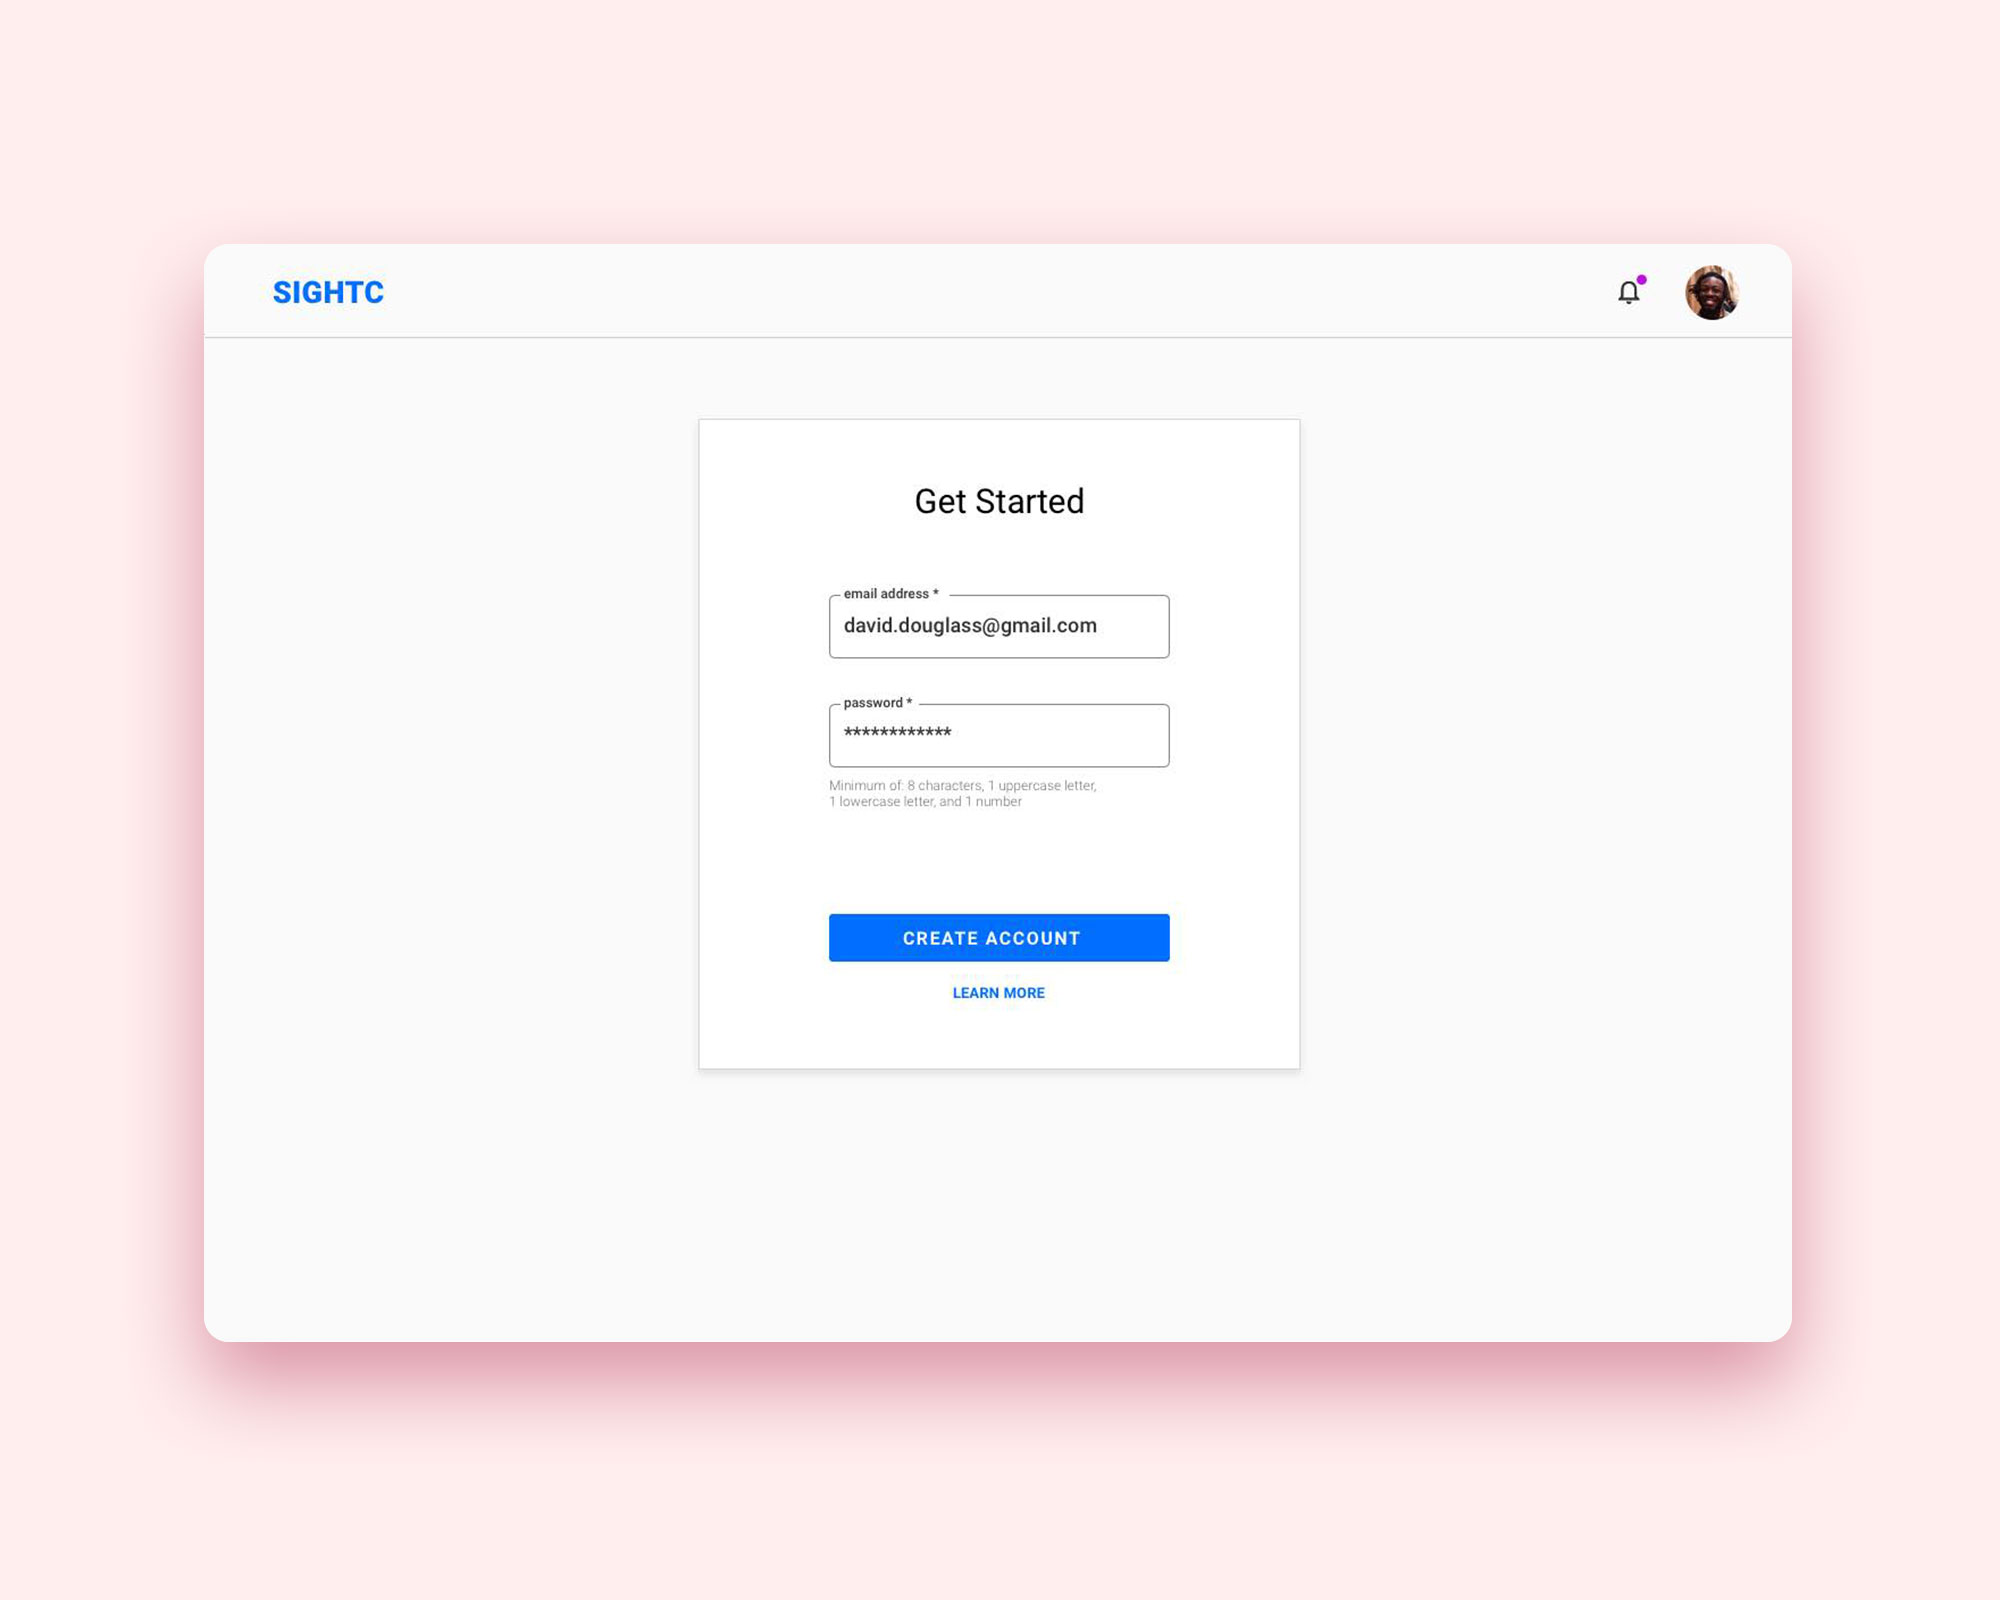 SIGHTC
Get Started
email address *
david.douglass@gmail.com
password *
************
Minimum of: 8 characters, 1 uppercase letter,
1 lowercase letter, and 1 number
CREATE ACCOUNT
LEARN MORE